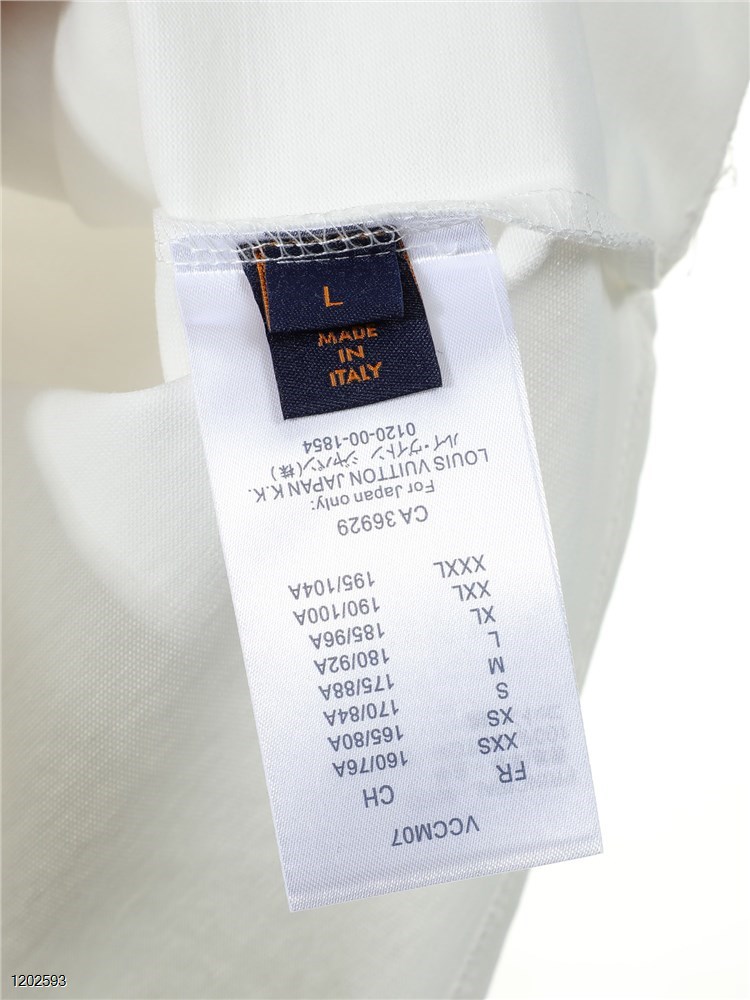 L
MADE
IN
ITALY
VCCM07
FR CH
XXS 160/76A
XS 165/80A
S 170/84A
M 175/88A
L 180/92A
XL 185/96A
XXL 190/100A
XXXL 195/104A
CA 36929
For Japan only:
LOUIS VUITTON JAPAN K.K.
ルイ・ヴィトン ジャパン(株)
0120-00-1854
1202593